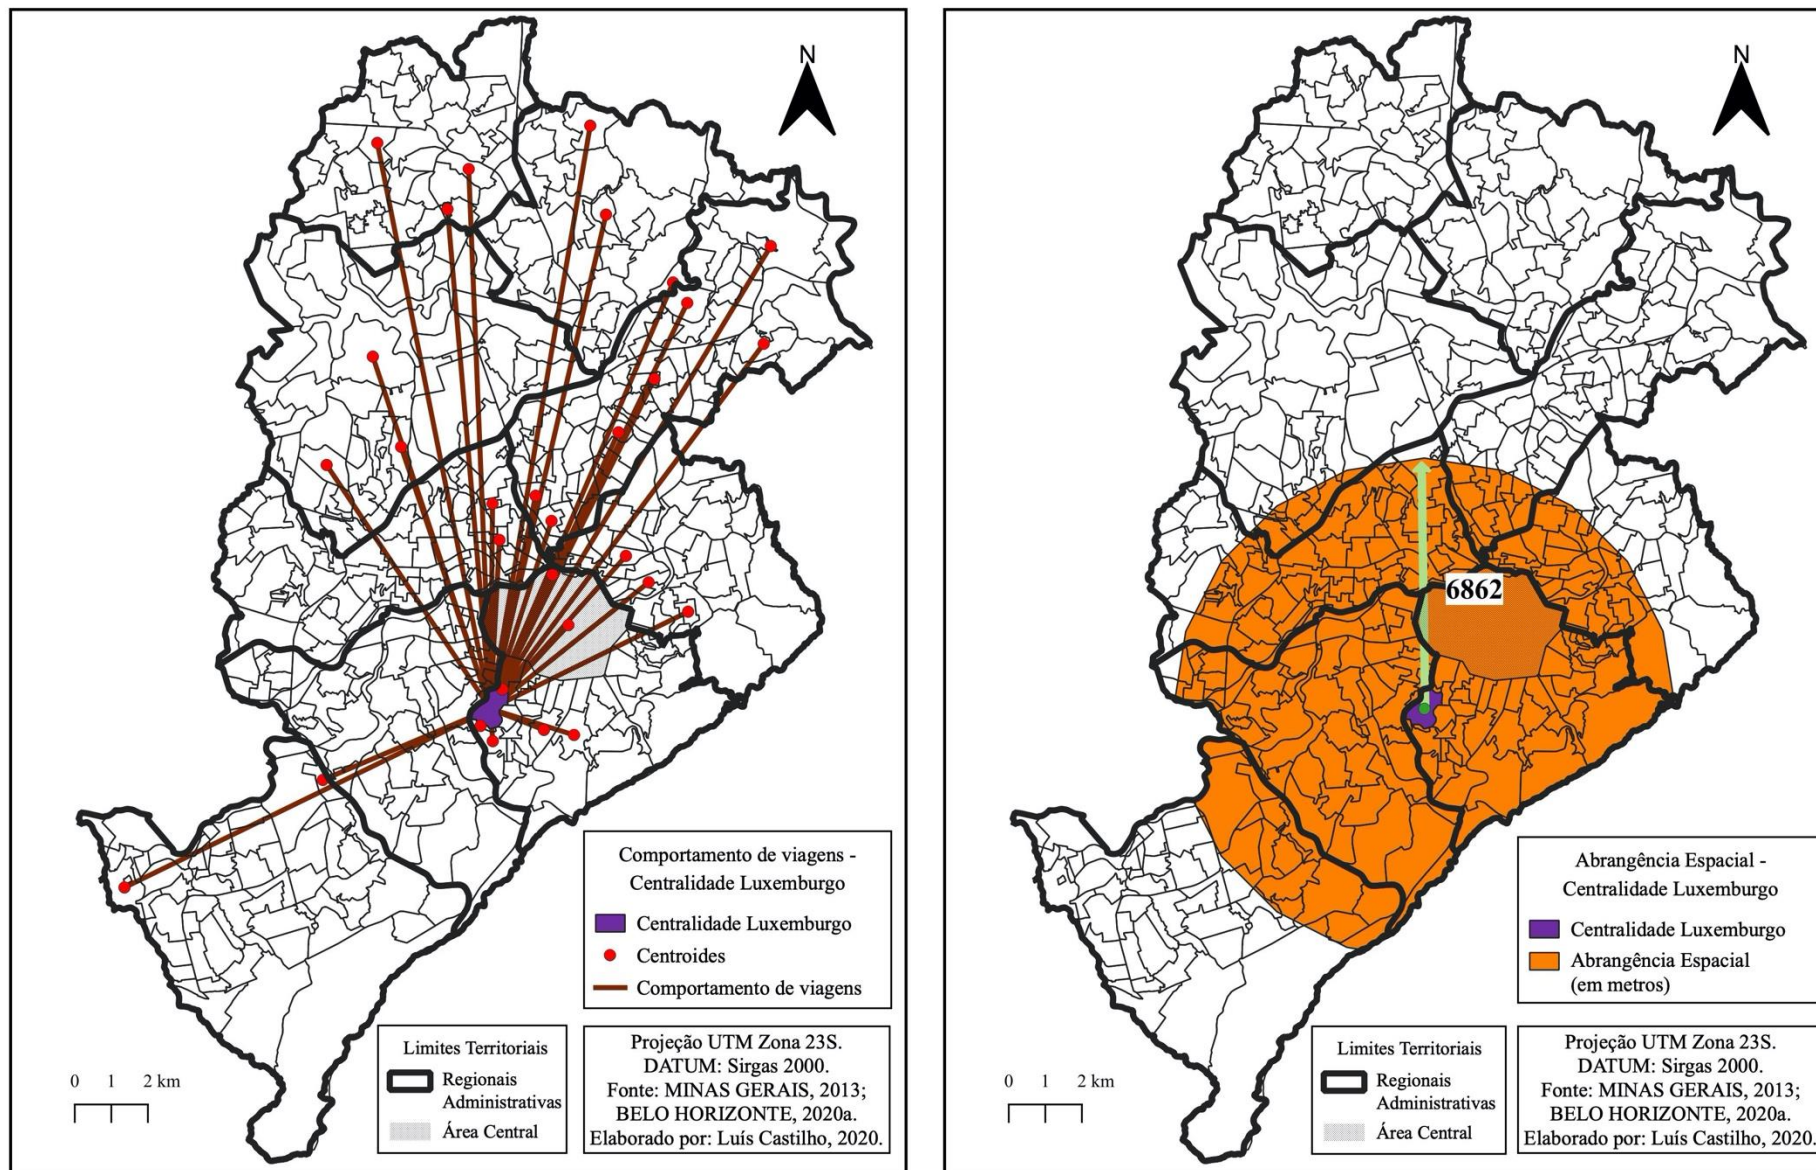 N
Comportamento de viagens -
Centralidade Luxemburgo
Centralidade Luxemburgo
Centroides
Comportamento de viagens
Limites Territoriais
Regionais
Administrativas
Área Central
Projeção UTM Zona 23S.
DATUM: Sirgas 2000.
Fonte: MINAS GERAIS, 2013;
BELO HORIZONTE, 2020a.
Elaborado por: Luís Castilho, 2020.
0 1 2 km
N
6862
Abrangência Espacial -
Centralidade Luxemburgo
Centralidade Luxemburgo
Abrangência Espacial
(em metros)
Limites Territoriais
Regionais
Administrativas
Área Central
Projeção UTM Zona 23S.
DATUM: Sirgas 2000.
Fonte: MINAS GERAIS, 2013;
BELO HORIZONTE, 2020a.
Elaborado por: Luís Castilho, 2020.
0 1 2 km